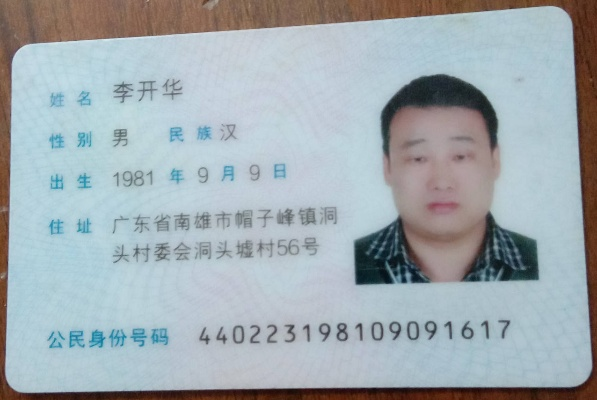 姓名 李开华
性别 男 民族 汉
出生 1981 年 9 月 9 日
住址 广东省南雄市帽子峰镇洞
头村委会洞头墟村56号
公民身份号码 440223198109091617